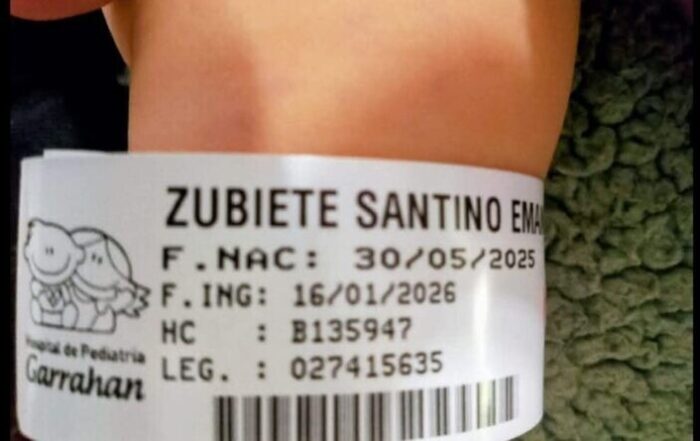 ZUBIETE SANTINO
F.NAC: 30/05/2025
F.ING: 16/01/2026
HC : B135947
LEG. : 027415635
Hospital de Pediatría
Garrahan